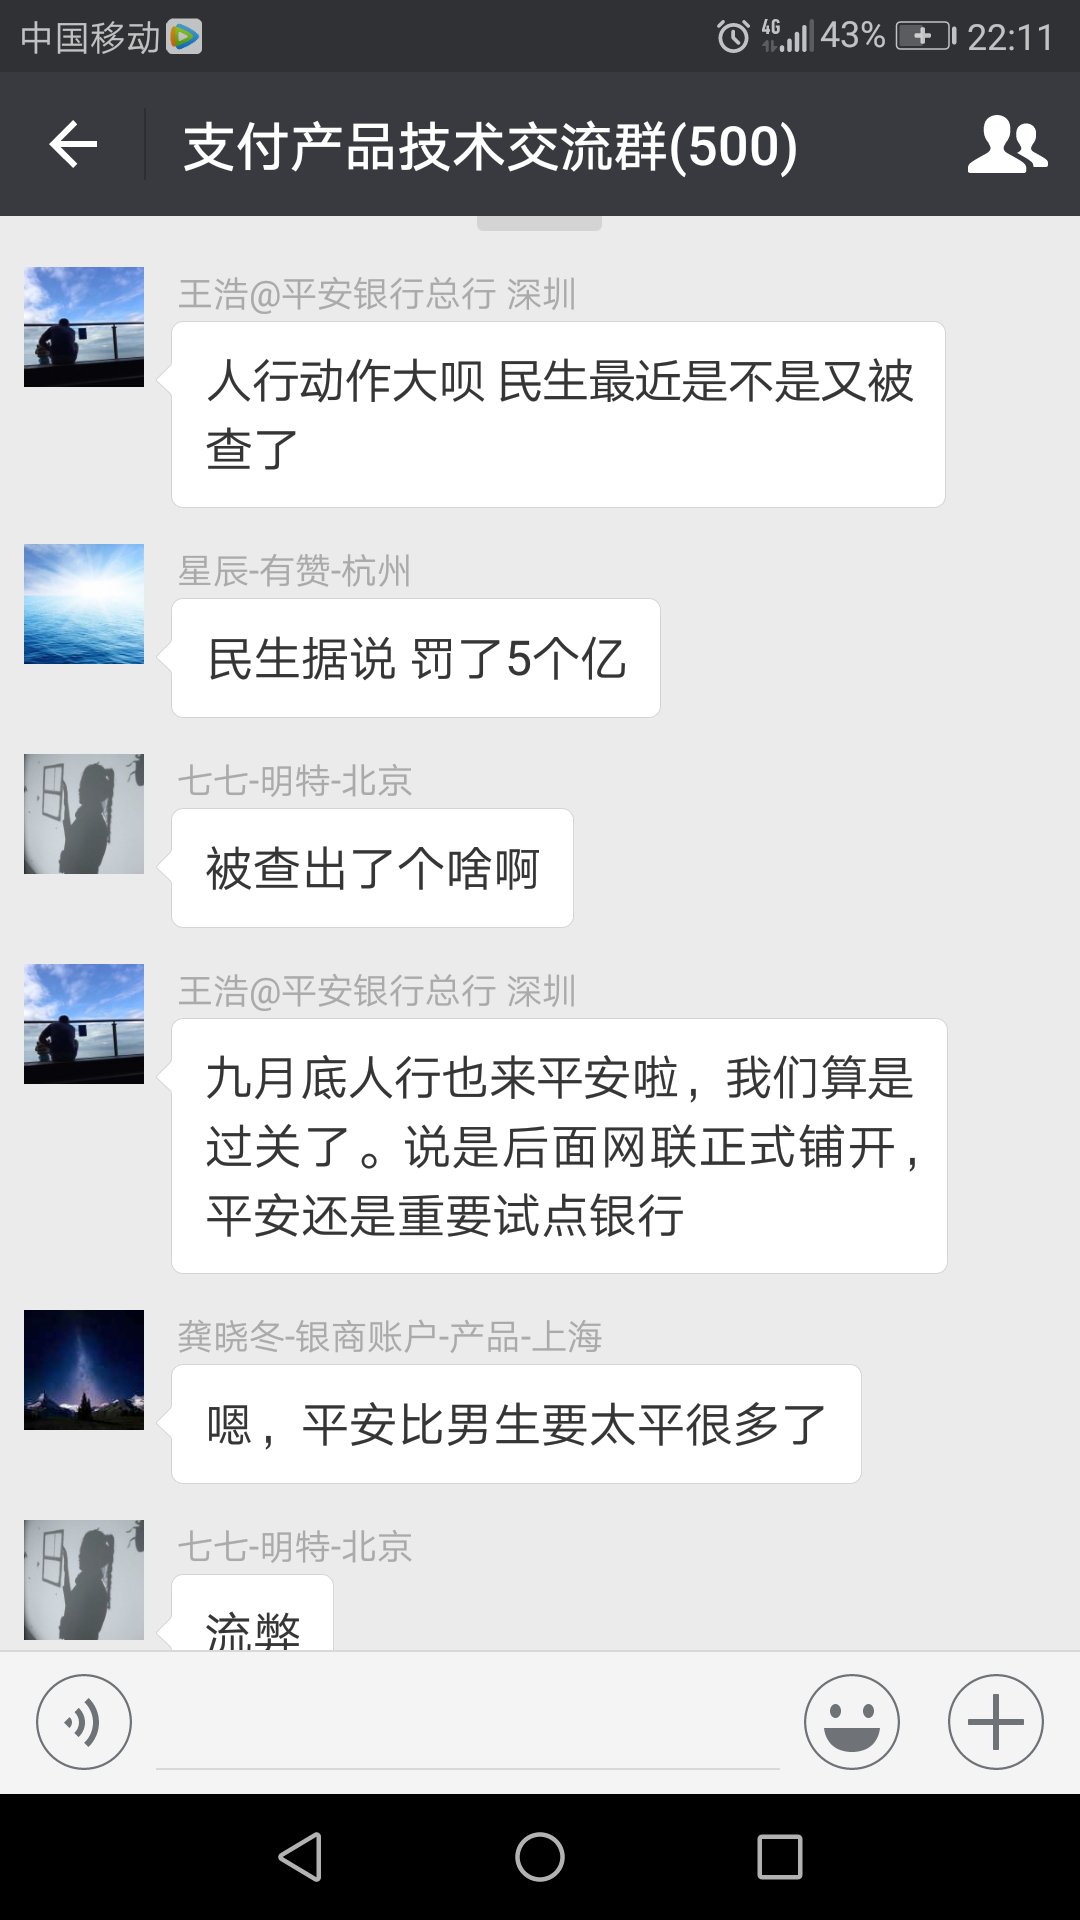 中国移动 4G 43% 22:11
支付产品技术交流群(500)
王浩@平安银行总行 深圳
人行动作大呗 民生最近是不是又被
查了
星辰-有赞-杭州
民生据说 罚了5个亿
七七-明特-北京
被查出了个啥啊
王浩@平安银行总行 深圳
九月底人行也来平安啦，我们算是
过关了。说是后面网联正式铺开，
平安还是重要试点银行
龚晓冬-银商账户-产品-上海
嗯，平安比男生要太平很多了
七七-明特-北京
流弊